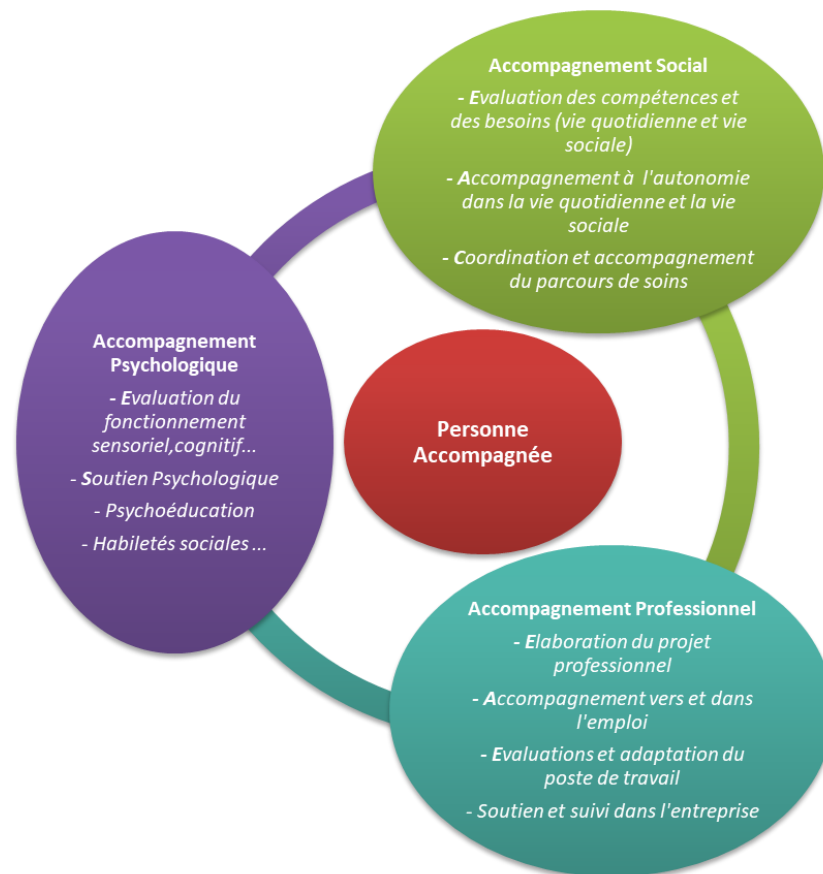 Accompagnement Social
- Evaluation des compétences et
des besoins (vie quotidienne et vie
sociale)
- Accompagnement à l'autonomie
dans la vie quotidienne et la vie
sociale
- Coordination et accompagnement
du parcours de soins
Accompagnement
Psychologique
- Evaluation du
fonctionnement
sensoriel,cognitif...
- Soutien Psychologique
- Psychoéducation
- Habiletés sociales ...
Personne
Accompagnée
Accompagnement Professionnel
- Elaboration du projet
professionnel
- Accompagnement vers et dans
l'emploi
- Evaluations et adaptation du
poste de travail
- Soutien et suivi dans l'entreprise